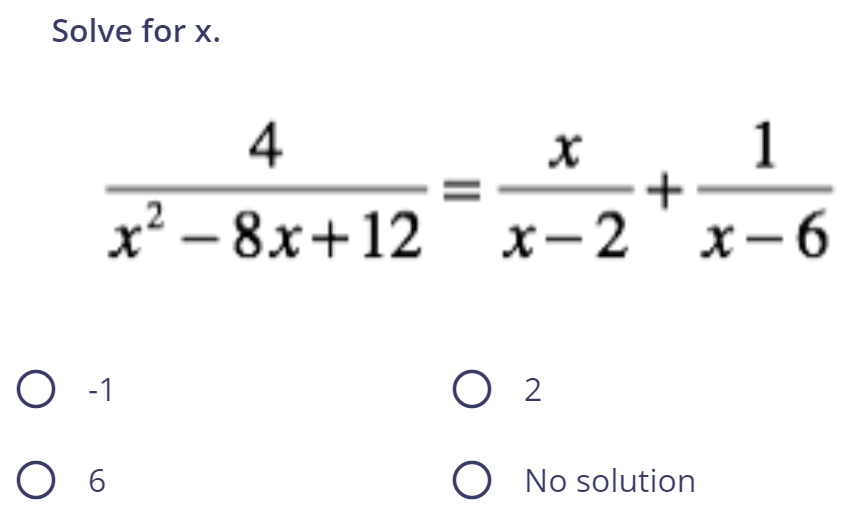 Solve for x.
4/(x² − 8x + 12) = x/(x − 2) + 1/(x − 6)
-1
2
6
No solution